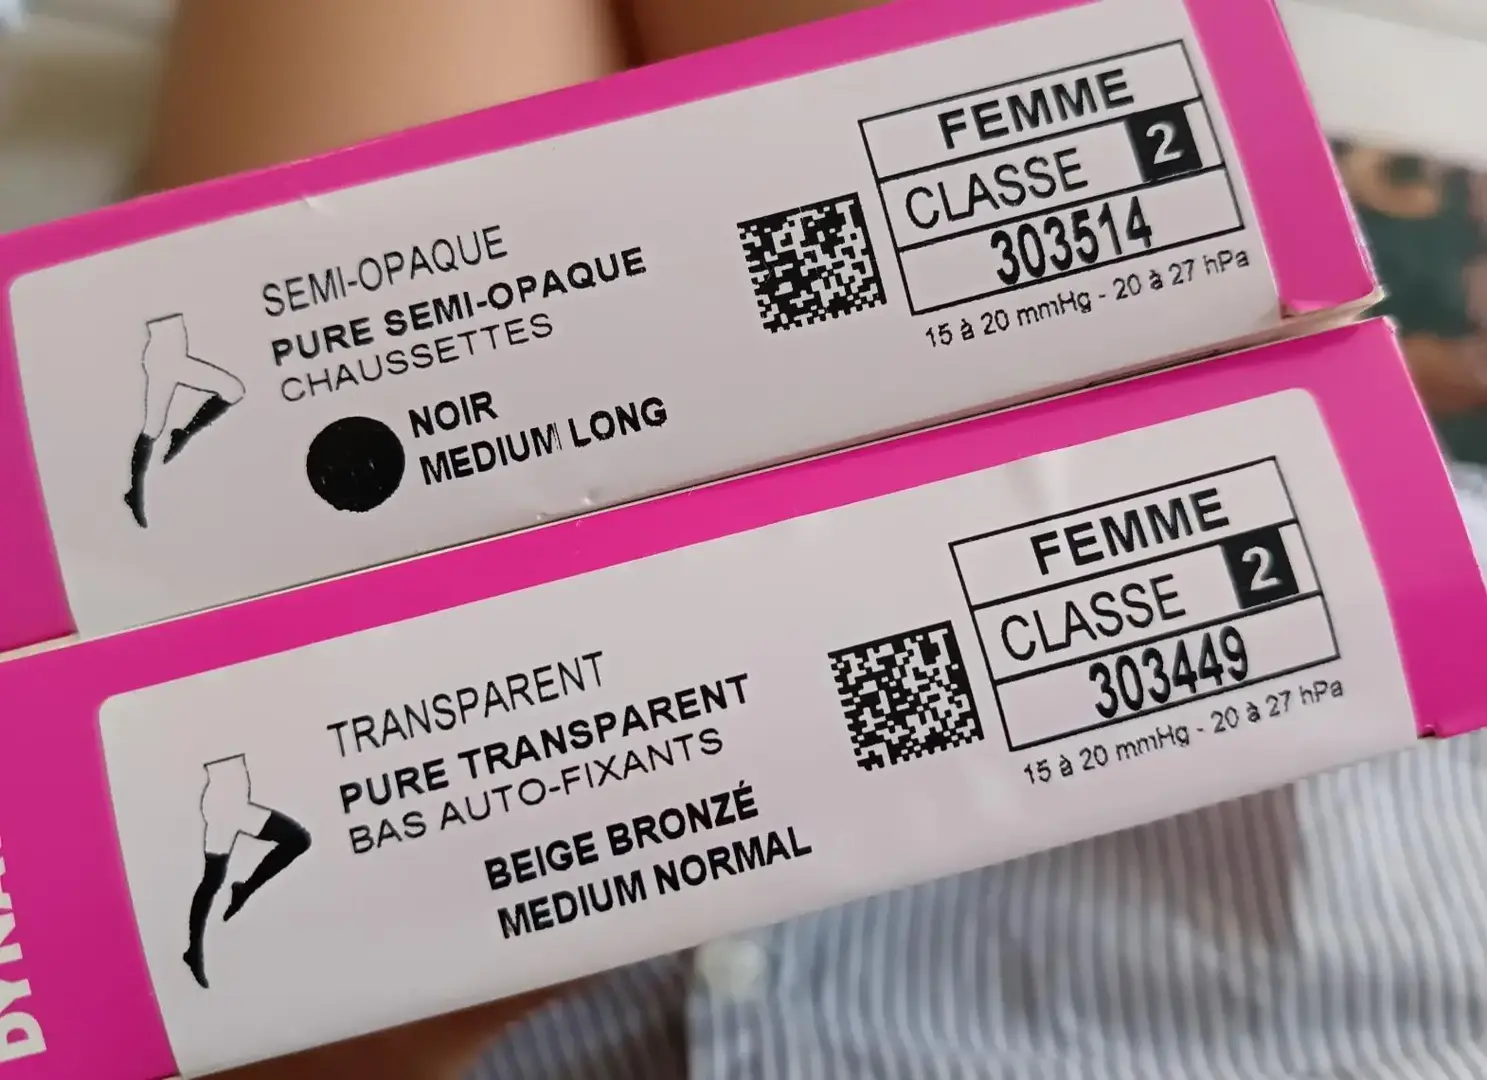 SEMI-OPAQUE
PURE SEMI-OPAQUE
CHAUSSETTES
NOIR
MEDIUM LONG
FEMME
CLASSE 2
303514
15 à 20 mmHg - 20 à 27 hPa
TRANSPARENT
PURE TRANSPARENT
BAS AUTO-FIXANTS
BEIGE BRONZÉ
MEDIUM NORMAL
FEMME
CLASSE 2
303449
15 à 20 mmHg - 20 à 27 hPa